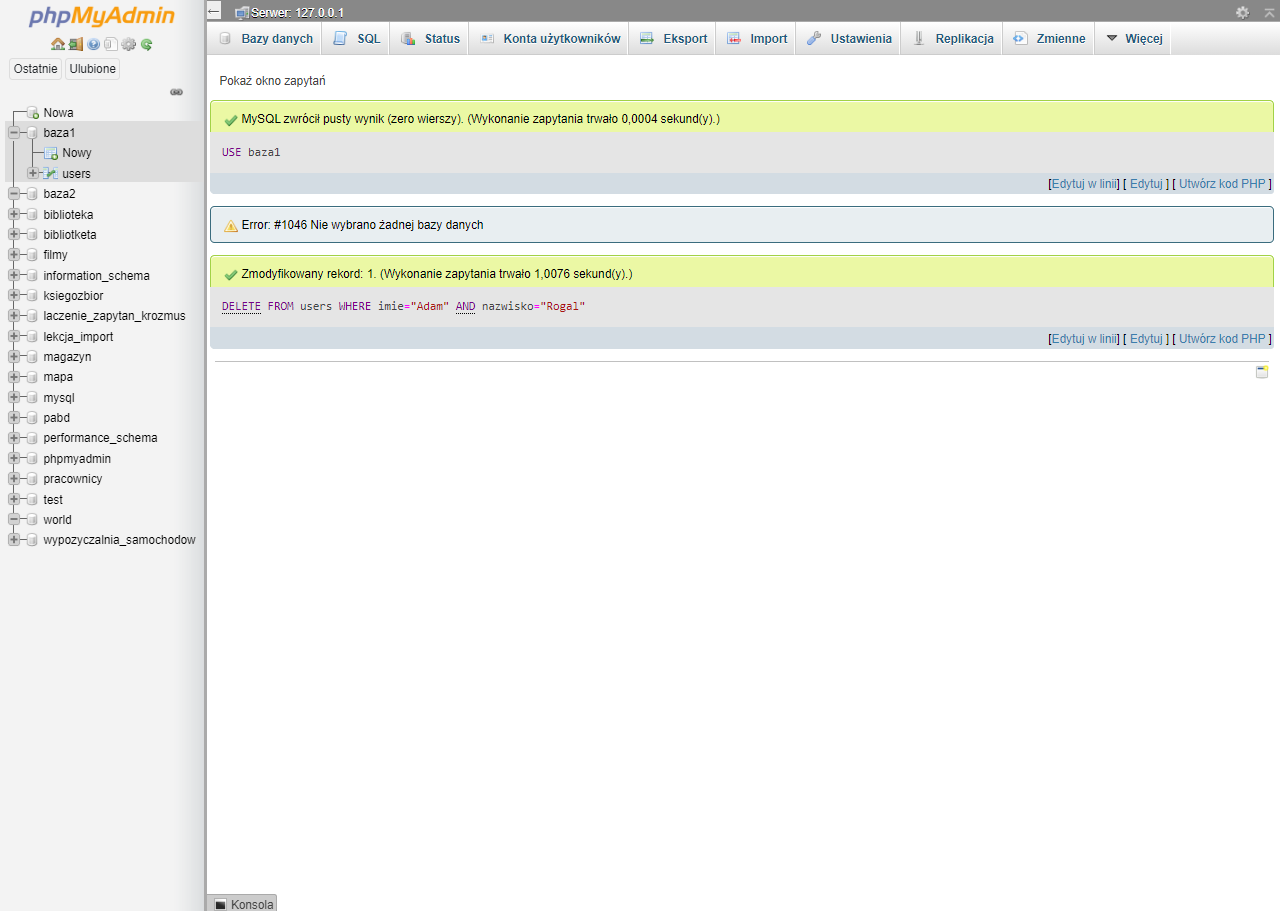 phpMyAdmin
Ostatnie Ulubione
Nowa
baza1
Nowy
users
baza2
biblioteka
bibliotketa
filmy
information_schema
ksiegozbior
laczenie_zapytan_krozmus
lekcja_import
magazyn
mapa
mysql
pabd
performance_schema
phpmyadmin
pracownicy
test
world
wypozyczalnia_samochodow
Serwer: 127.0.0.1
Bazy danych SQL Status Konta użytkowników Eksport Import Ustawienia Replikacja Zmienne Więcej
Pokaż okno zapytań
MySQL zwrócił pusty wynik (zero wierszy). (Wykonanie zapytania trwało 0,0004 sekund(y).)
USE baza1
[Edytuj w linii] [ Edytuj ] [ Utwórz kod PHP ]
Error: #1046 Nie wybrano żadnej bazy danych
Zmodyfikowany rekord: 1. (Wykonanie zapytania trwało 1,0076 sekund(y).)
DELETE FROM users WHERE imie="Adam" AND nazwisko="Rogal"
[Edytuj w linii] [ Edytuj ] [ Utwórz kod PHP ]
Konsola